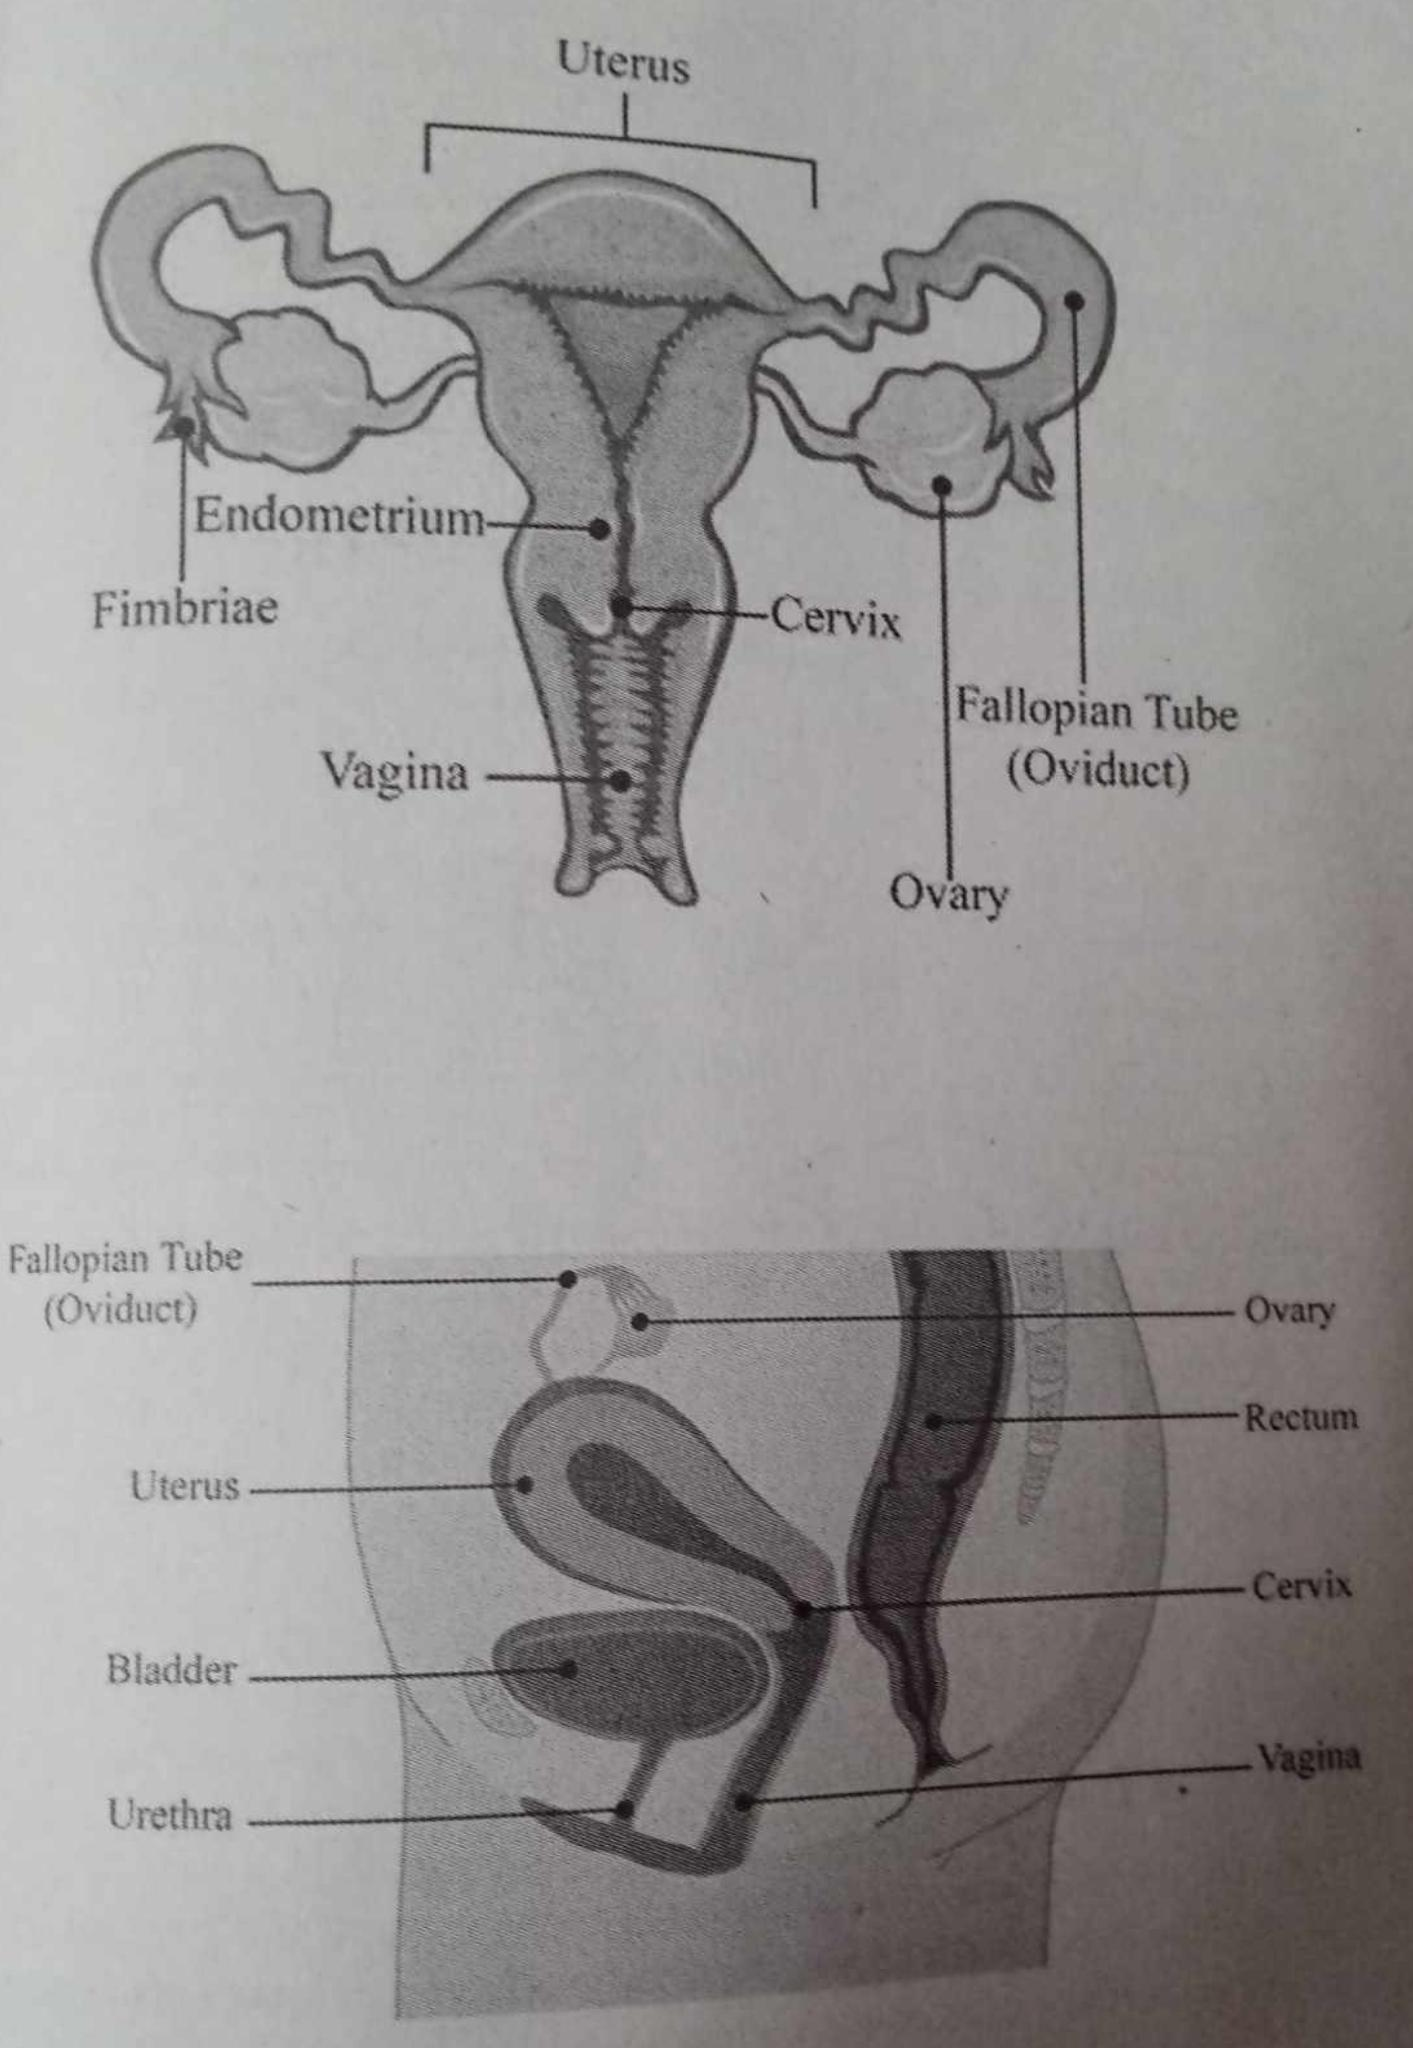 Uterus
Endometrium
Fimbriae
Cervix
Fallopian Tube
(Oviduct)
Vagina
Ovary
Fallopian Tube
(Oviduct)
Ovary
Rectum
Uterus
Cervix
Bladder
Vagina
Urethra